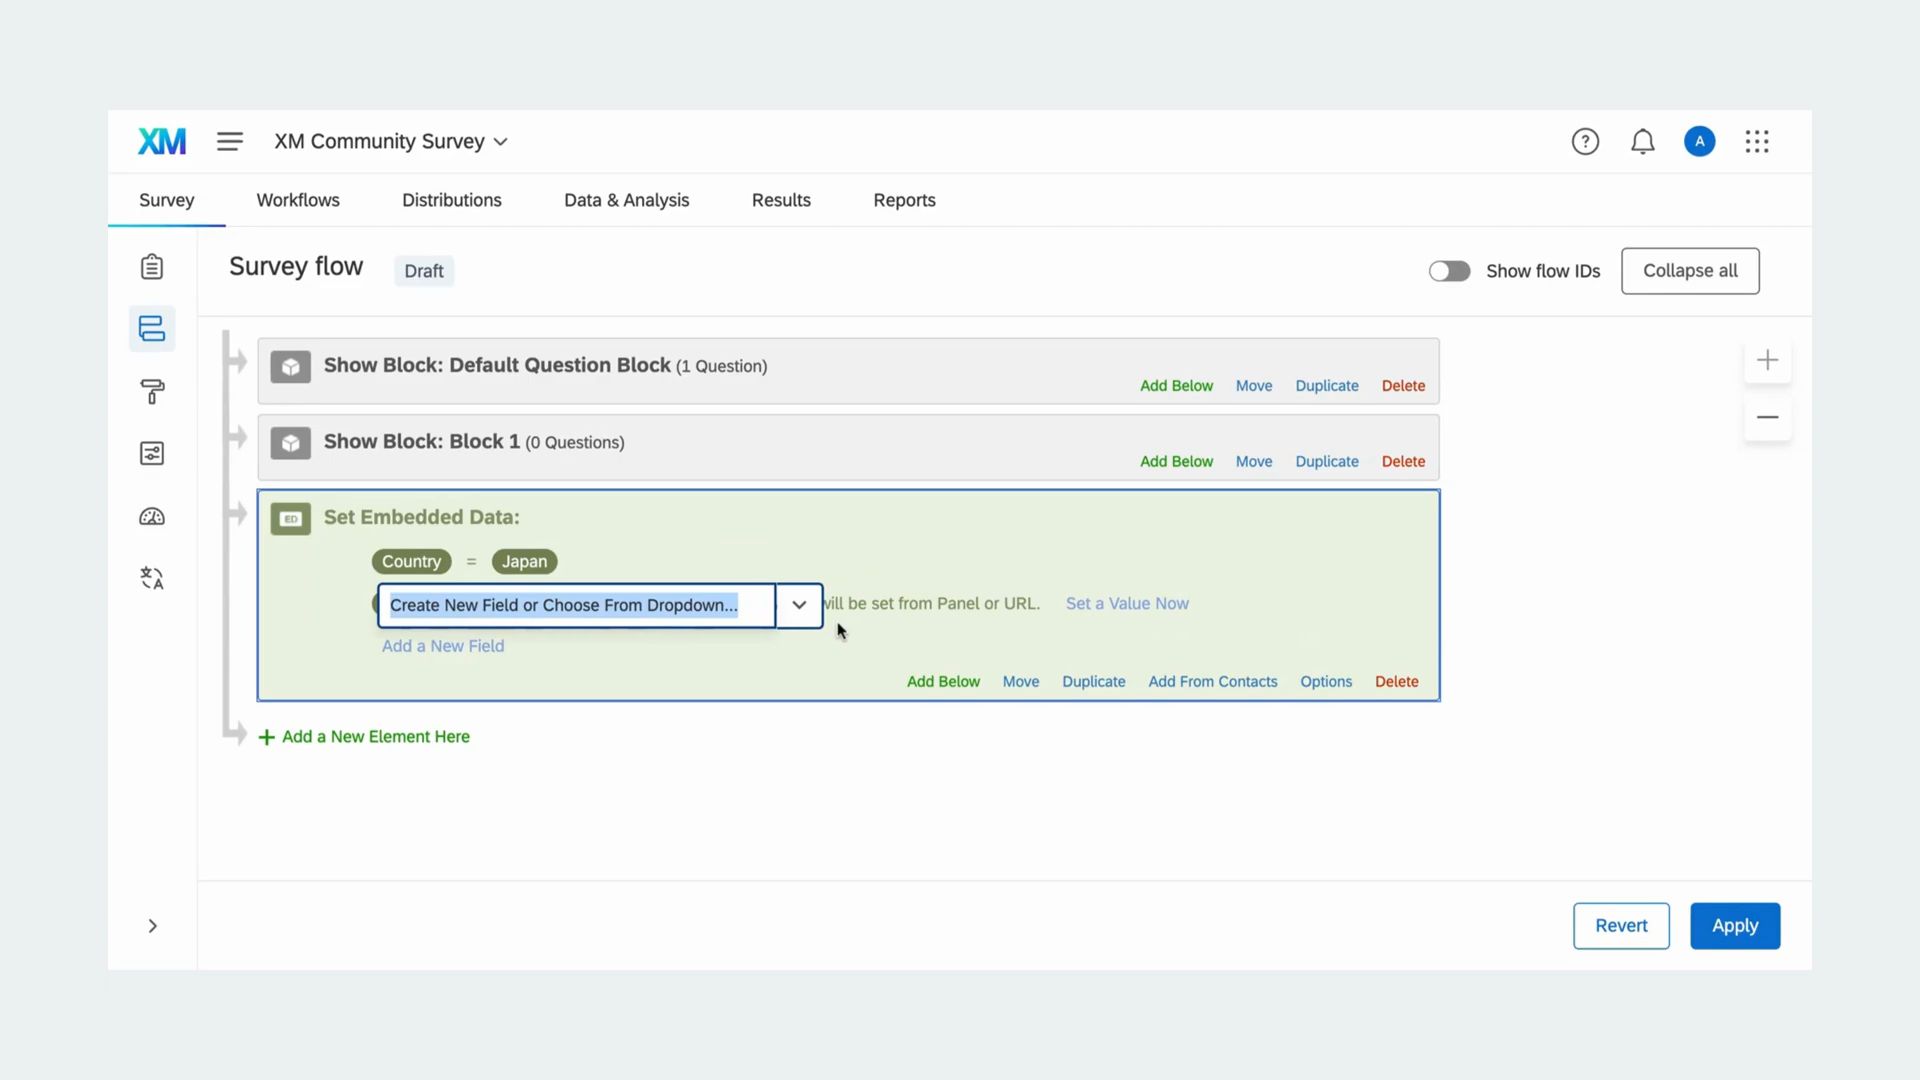 XM XM Community Survey A
Survey Workflows Distributions Data & Analysis Results Reports
Survey flow Draft Show flow IDs Collapse all
Show Block: Default Question Block (1 Question)
Add Below Move Duplicate Delete
Show Block: Block 1 (0 Questions)
Add Below Move Duplicate Delete
ED Set Embedded Data:
Country = Japan
Create New Field or Choose From Dropdown... will be set from Panel or URL. Set a Value Now
Add a New Field
Add Below Move Duplicate Add From Contacts Options Delete
+ Add a New Element Here
Revert Apply